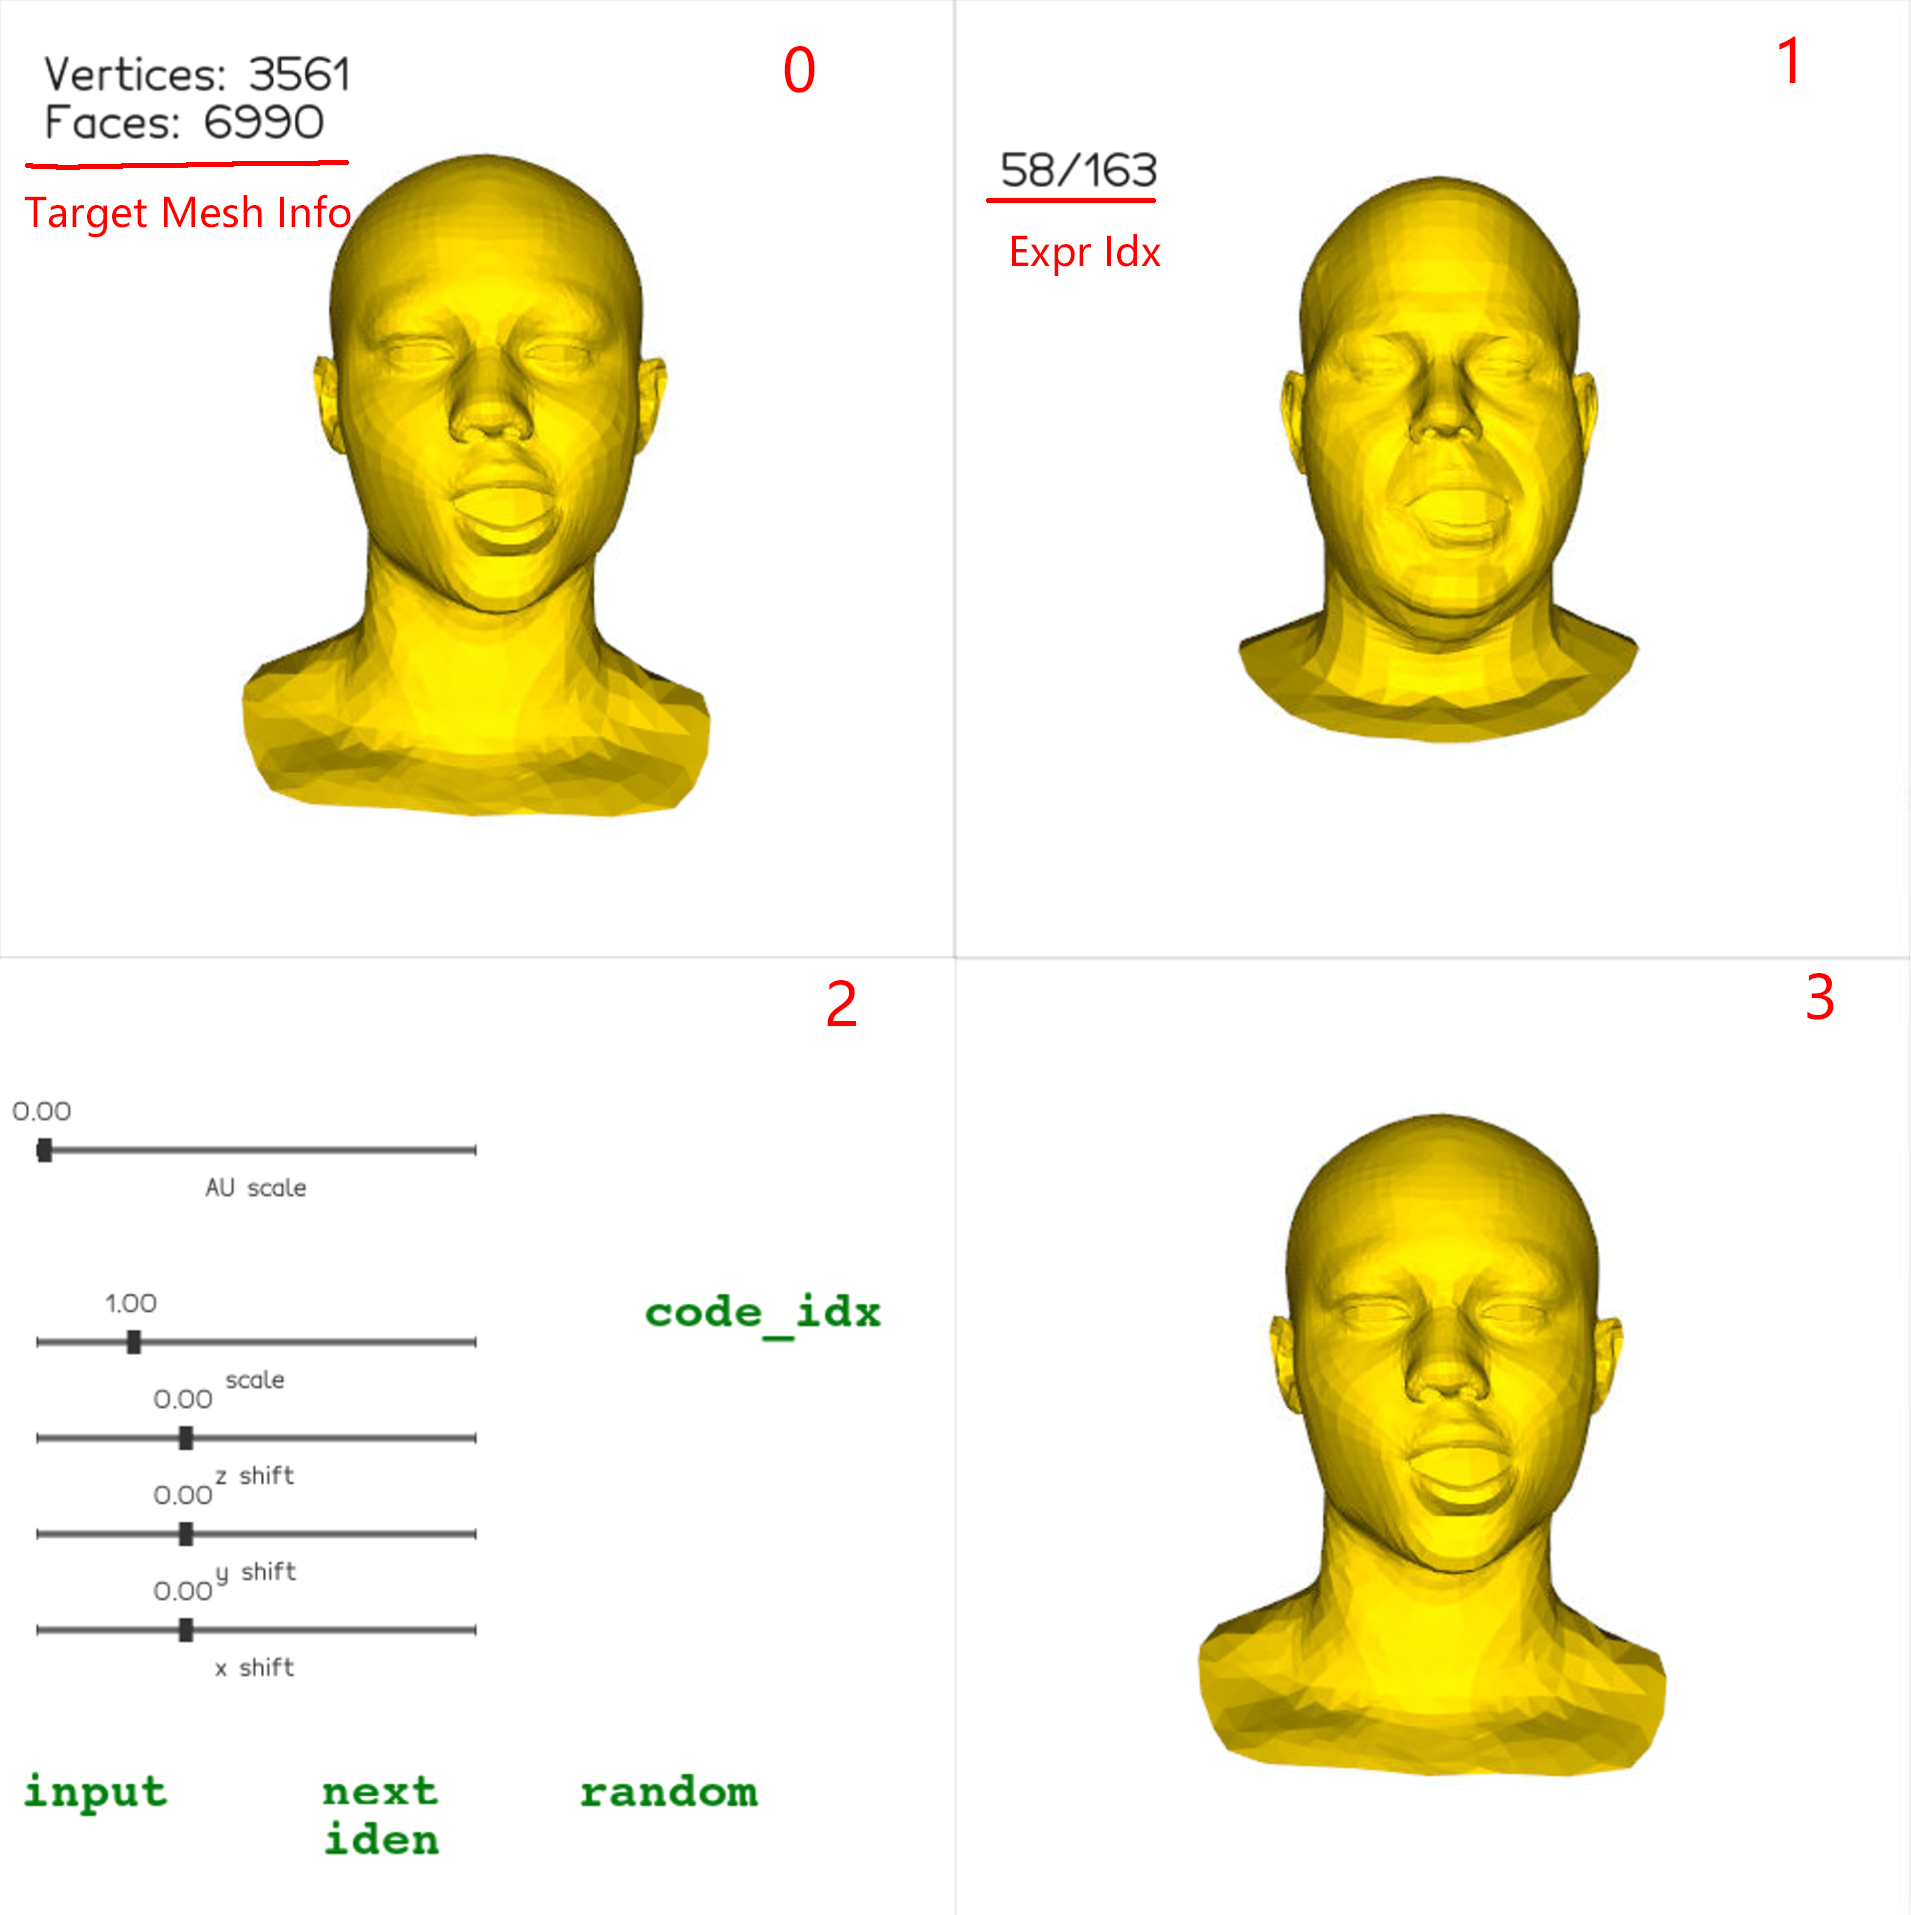 Vertices: 3561
Faces: 6990
Target Mesh Info
0
58/163
Expr Idx
1
2
0.00
AU scale
1.00
scale
0.00
z shift
0.00
y shift
0.00
x shift
code_idx
input
next
iden
random
3